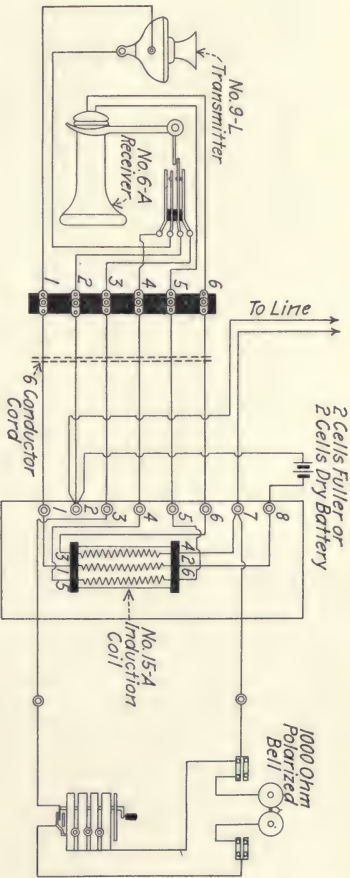 No. 9-L
Transmitter
No. 6-A
Receiver
1
2
3
4
5
6
To Line
6 Conductor
Cord
2 Cells Fuller or
2 Cells Dry Battery
1
2
3
4
5
6
7
8
3
1
5
4
2
6
No. 15-A
Induction
Coil
1000 Ohm
Polarized
Bell